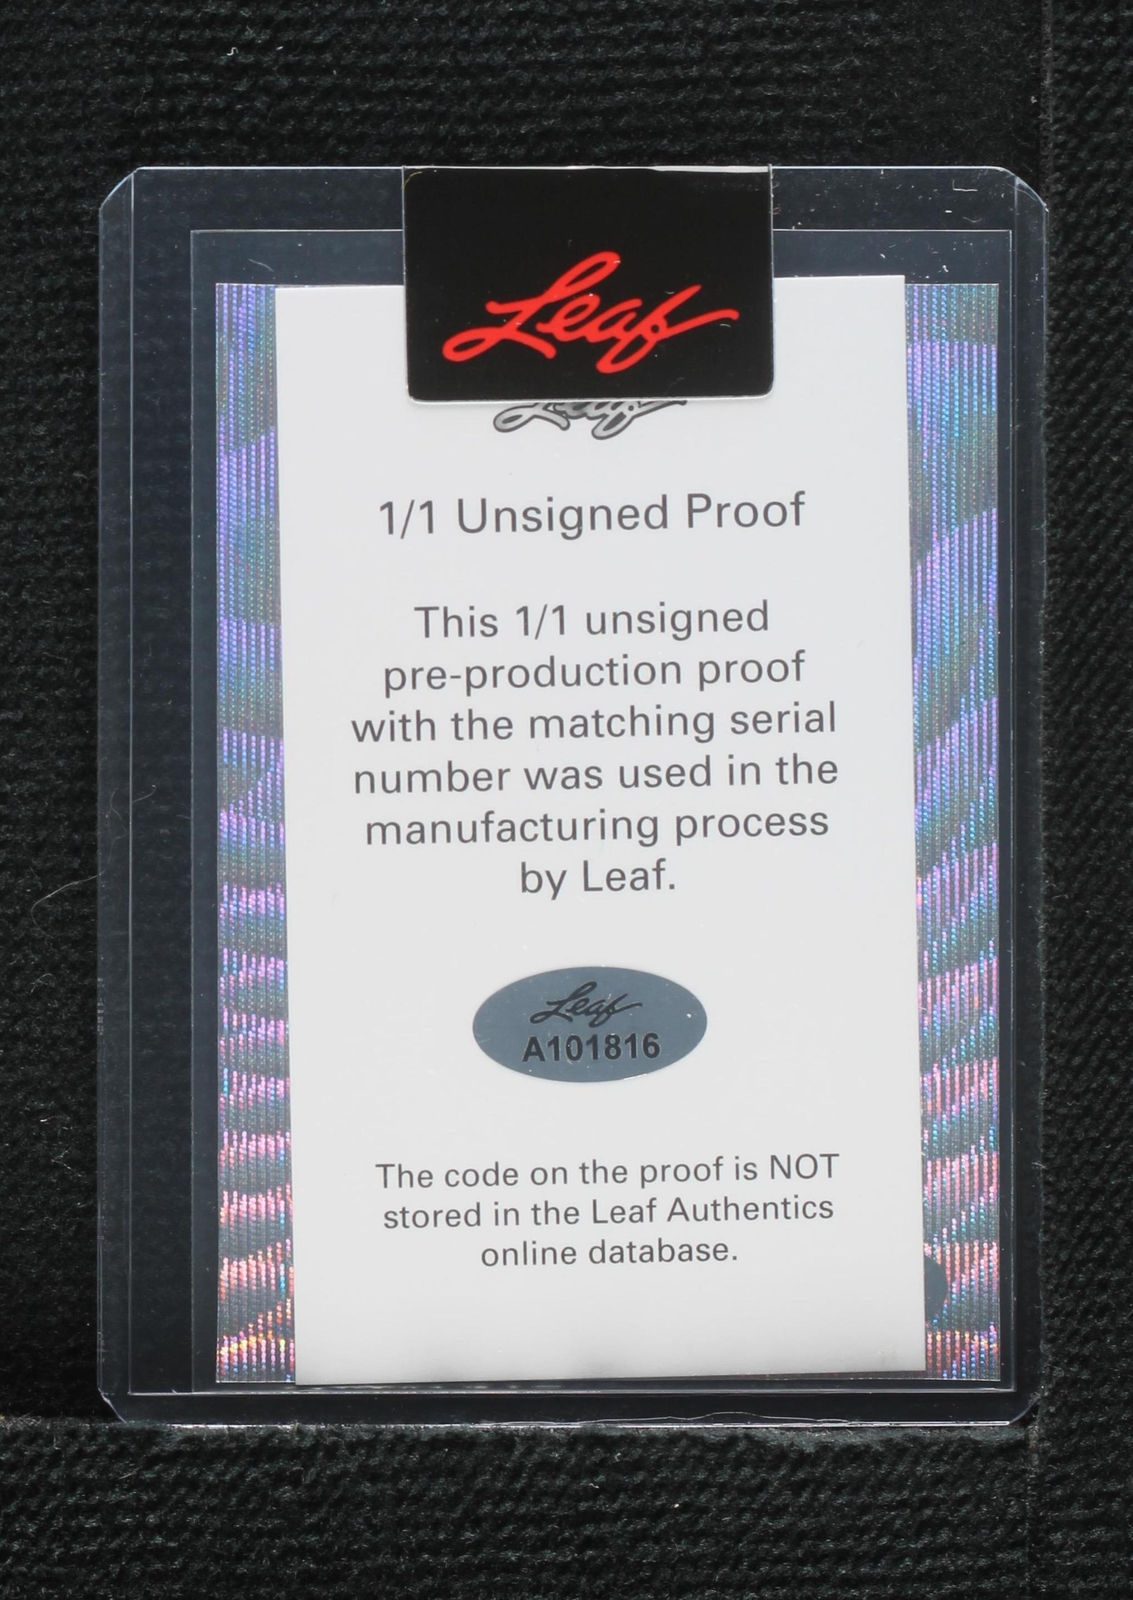 Leaf
Leaf
1/1 Unsigned Proof
This 1/1 unsigned
pre-production proof
with the matching serial
number was used in the
manufacturing process
by Leaf.
Leaf
A101816
The code on the proof is NOT
stored in the Leaf Authentics
online database.